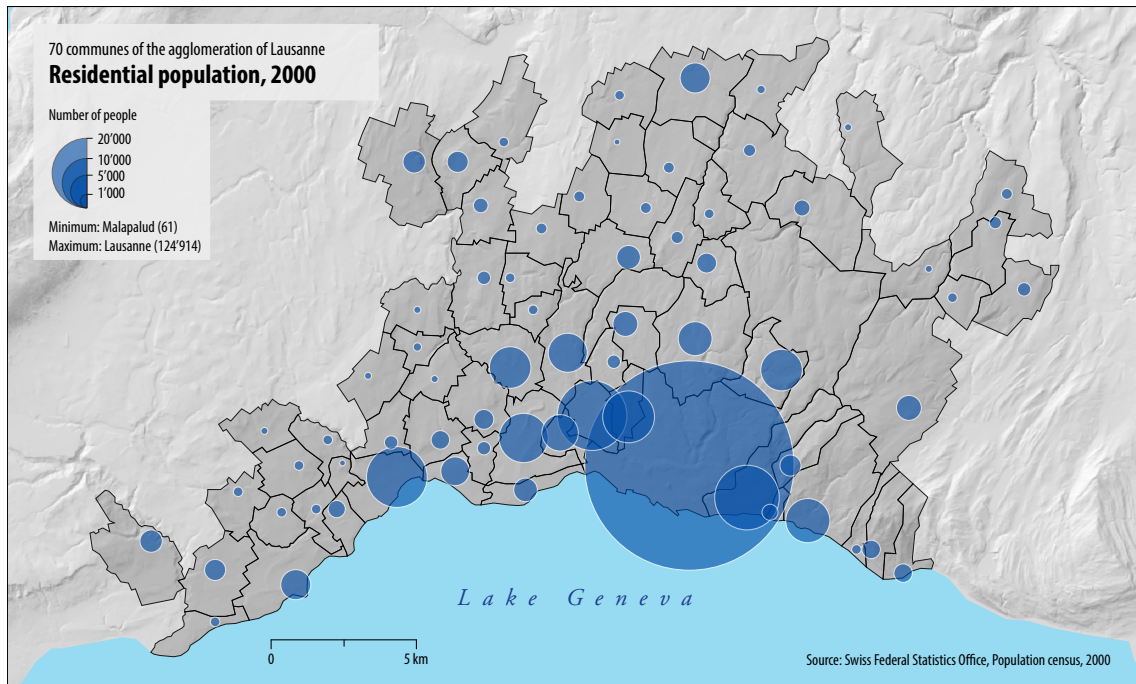 70 communes of the agglomeration of Lausanne
Residential population, 2000
Number of people
20’000
10’000
5’000
1’000
Minimum: Malapalud (61)
Maximum: Lausanne (124’914)
Lake Geneva
0 5 km
Source: Swiss Federal Statistics Office, Population census, 2000